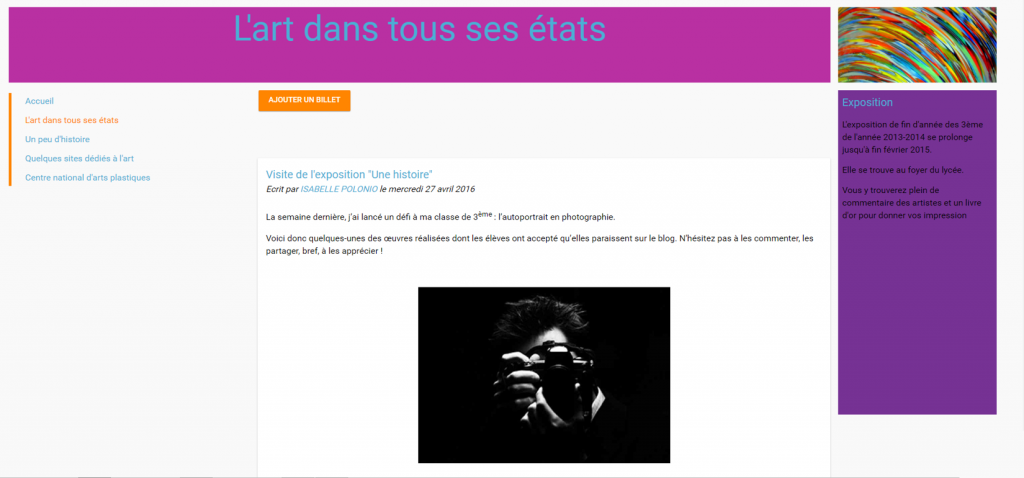 L'art dans tous ses états
Accueil
L'art dans tous ses états
Un peu d'histoire
Quelques sites dédiés à l'art
Centre national d'arts plastiques
AJOUTER UN BILLET
Visite de l'exposition "Une histoire"
Ecrit par ISABELLE POLONIO le mercredi 27 avril 2016
La semaine dernière, j'ai lancé un défi à ma classe de 3ème : l'autoportrait en photographie.
Voici donc quelques-unes des œuvres réalisées dont les élèves ont accepté qu'elles paraissent sur le blog. N'hésitez pas à les commenter, les
partager, bref, à les apprécier !
Exposition
L'exposition de fin d'année des 3ème
de l'année 2013-2014 se prolonge
jusqu'à fin février 2015.
Elle se trouve au foyer du lycée.
Vous y trouverez plein de
commentaire des artistes et un livre
d'or pour donner vos impression